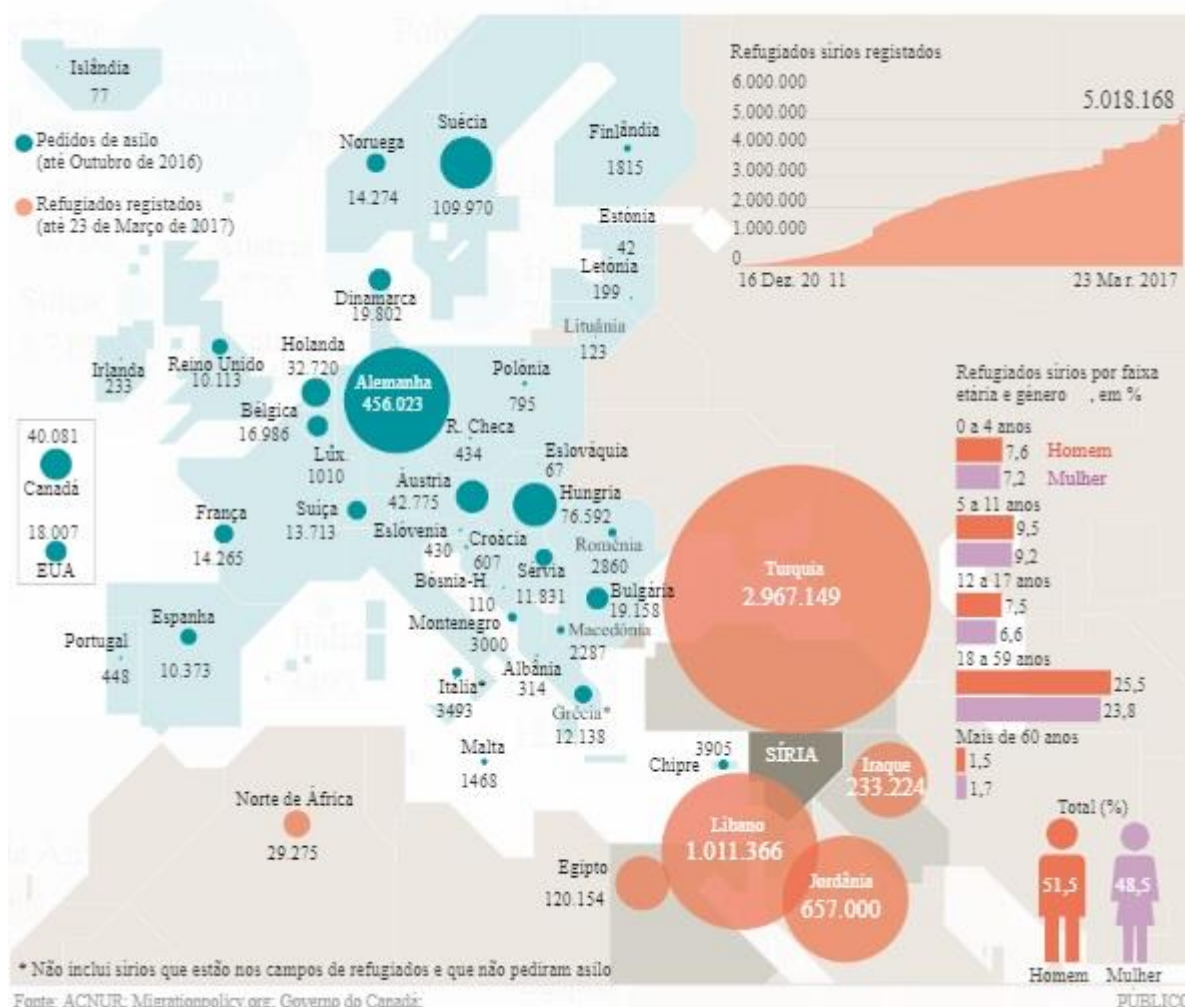 Islândia
77
Pedidos de asilo
(até Outubro de 2016)
Refugiados registados
(até 23 de Março de 2017)
Noruega
14.274
Suécia
109.970
Finlândia
1815
Estónia
42
Letónia
199
Lituânia
123
Dinamarca
19.802
Irlanda
233
Reino Unido
10.113
Holanda
32.720
Alemanha
456.023
Polónia
795
Bélgica
16.986
R. Checa
434
Lux.
1010
Eslováquia
67
Áustria
42.775
Hungria
76.592
França
14.265
Suiça
13.713
Eslóvenia
430
Croácia
607
Roménia
2860
Sérvia
11.831
Bósnia-H.
110
Bulgária
19.158
Montenegro
3000
Macedónia
2287
Portugal
448
Espanha
10.373
Itália*
3493
Albânia
314
Grécia*
12.138
Malta
1468
Chipre
3905
40.081
Canadá
18.007
EUA
Norte de África
29.275
Egipto
120.154
Turquia
2.967.149
SÍRIA
Iraque
233.224
Líbano
1.011.366
Jordânia
657.000
Refugiados sírios registados
6.000.000
5.000.000
4.000.000
3.000.000
2.000.000
1.000.000
0
5.018.168
16 Dez. 20 11
23 Mar. 2017
Refugiados sírios por faixa
etária e género , em %
0 a 4 anos
7,6 Homem
7,2 Mulher
5 a 11 anos
9,5
9,2
12 a 17 anos
7,5
6,6
18 a 59 anos
25,5
23,8
Mais de 60 anos
1,5
1,7
Total (%)
51,5 48,5
Homem Mulher
* Não inclui sírios que estão nos campos de refugiados e que não pediram asilo
Fonte: ACNUR; Migrationpolicy.org; Governo do Canadá;
PÚBLICO